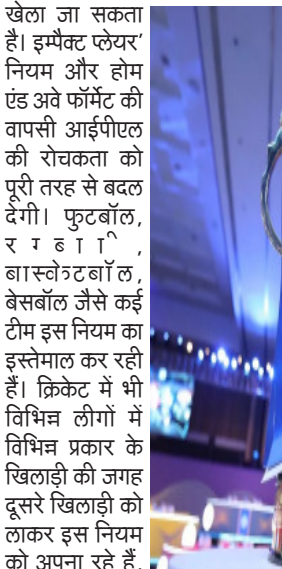 खेला जा सकता
है। इम्पैक्ट प्लेयर’
नियम और होम
एंड अवे फॉर्मेट की
वापसी आईपीएल
की रोचकता को
पूरी तरह से बदल
देगी। फुटबॉल,
रग्बी,
बास्केटबॉल,
बेसबॉल जैसे कई
टीम इस नियम का
इस्तेमाल कर रही
हैं। क्रिकेट में भी
विभिन्न लीगों में
विभिन्न प्रकार के
खिलाड़ी की जगह
दूसरे खिलाड़ी को
लाकर इस नियम
को अपना रहे हैं.